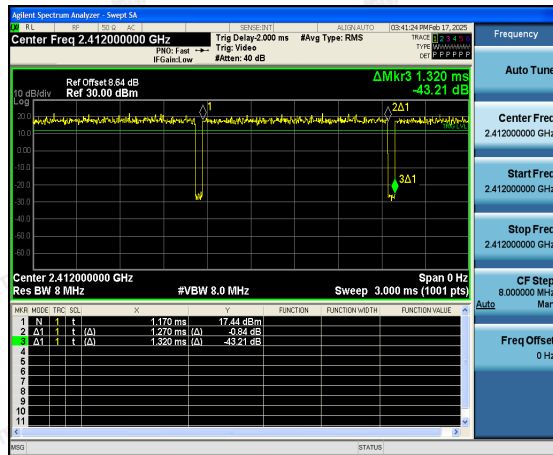 Agilent Spectrum Analyzer - Swept SA
RL RF 50 Ω AC SENSE:INT ALIGNAUTO 03:41:24 PM Feb 17, 2025
Center Freq 2.412000000 GHz
PNO: Fast
IFGain:Low
Trig Delay-2.000 ms
Trig: Video
#Atten: 40 dB
#Avg Type: RMS
TRACE 1 2 3 4 5 6
TYPE WWWWWW
DET P P P P P P
Ref Offset 8.64 dB
10 dB/div Ref 30.00 dBm
Log
ΔMkr3 1.320 ms
-43.21 dB
20.0
10.0
0.00
-10.0
-20.0
-30.0
-40.0
-50.0
-60.0
1
2Δ1
TRIG LVL
3Δ1
Center 2.412000000 GHz Span 0 Hz
Res BW 8 MHz #VBW 8.0 MHz Sweep 3.000 ms (1001 pts)
MKR MODE TRC SCL X Y FUNCTION FUNCTION WIDTH FUNCTION VALUE
1 N 1 t 1.170 ms 17.44 dBm
2 Δ1 1 t (Δ) 1.270 ms (Δ) -0.84 dB
3 Δ1 1 t (Δ) 1.320 ms (Δ) -43.21 dB
4
5
6
7
8
9
10
11
MSG STATUS
Frequency
Auto Tune
Center Freq
2.412000000 GHz
Start Freq
2.412000000 GHz
Stop Freq
2.412000000 GHz
CF Step
8.000000 MHz
Auto Man
Freq Offset
0 Hz